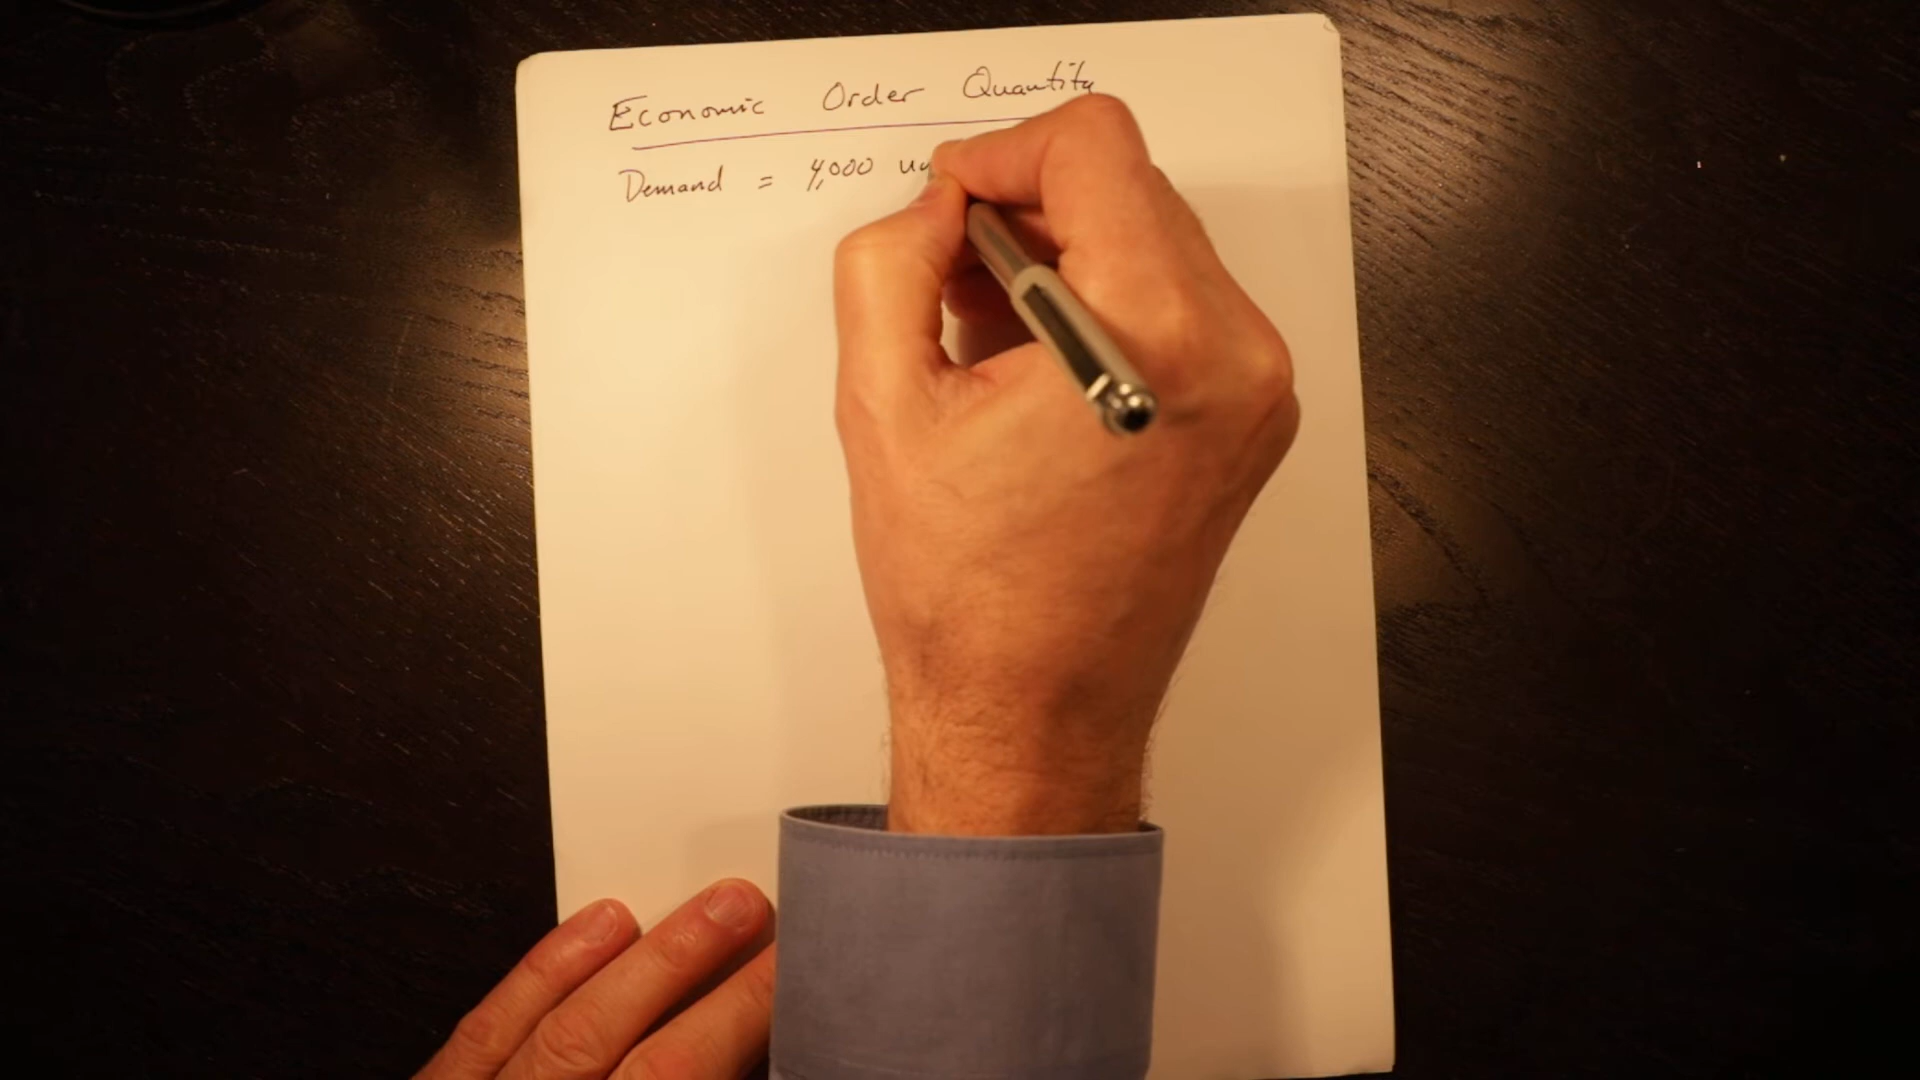 Economic Order Quantity
Demand = 4,000